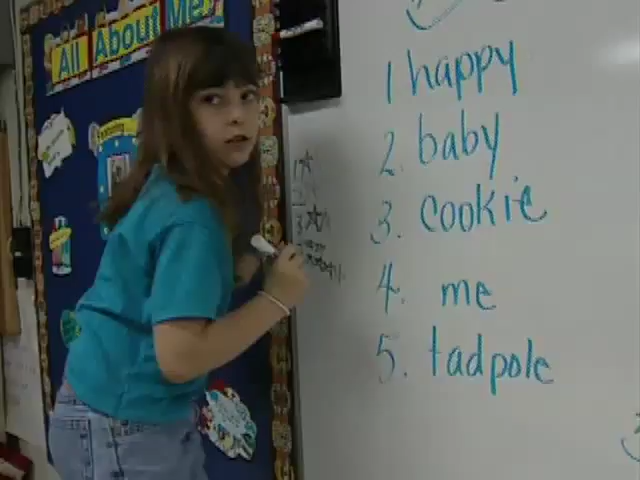 All About Me!
1 happy
2. baby
3. cookie
4. me
5. tadpole